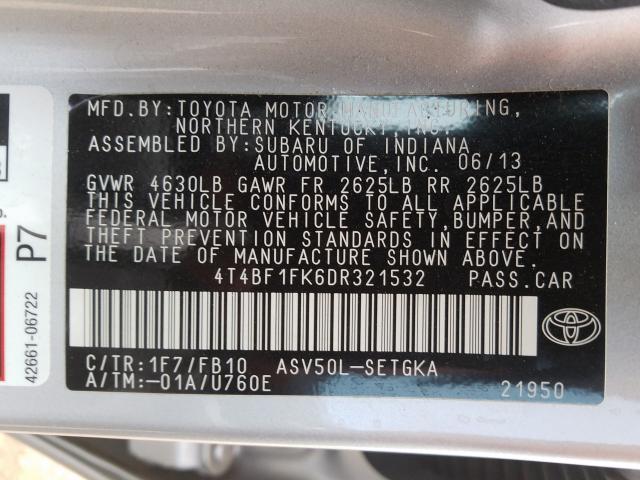 MFD.BY:TOYOTA MOTOR MANUFACTURING,
NORTHERN KENTUCKY,INC.
ASSEMBLED BY:SUBARU OF INDIANA
AUTOMOTIVE,INC. 06/13
GVWR 4630LB GAWR FR 2625LB RR 2625LB
THIS VEHICLE CONFORMS TO ALL APPLICABLE
FEDERAL MOTOR VEHICLE SAFETY,BUMPER,AND
THEFT PREVENTION STANDARDS IN EFFECT ON
THE DATE OF MANUFACTURE SHOWN ABOVE.
4T4BF1FK6DR321532 PASS.CAR
C/TR:1F7/FB10 ASV50L-SETGKA
A/TM:-01A/U760E 21950
P7
42661-06722